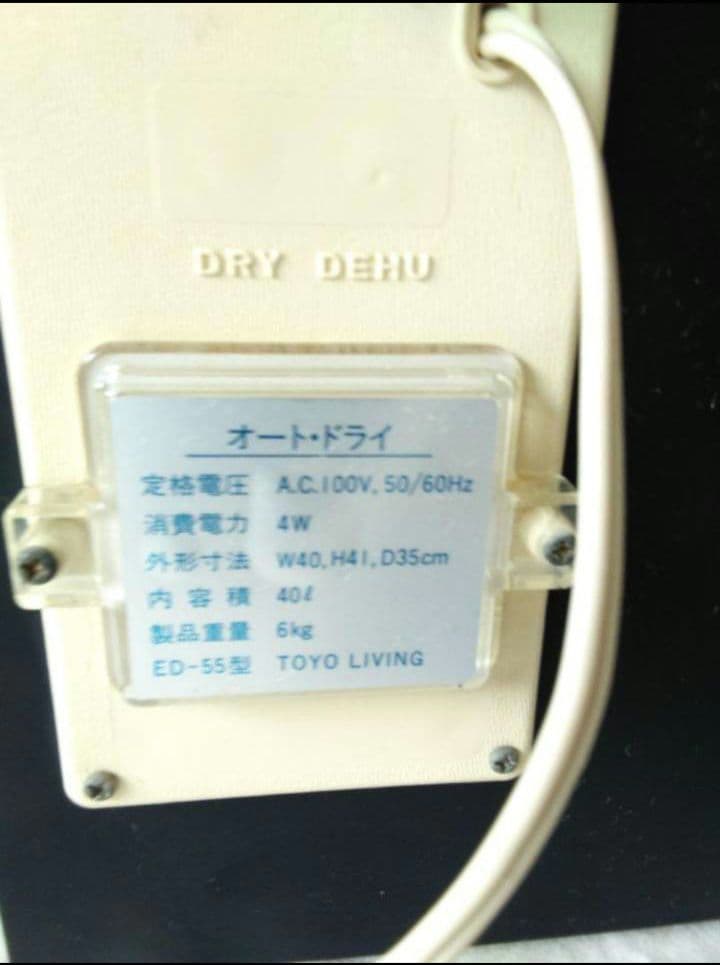 DRY DEHU
オート・ドライ
定格電圧 A.C.100V, 50/60Hz
消費電力 4W
外形寸法 W40, H41, D35cm
内容積 40ℓ
製品重量 6kg
ED-55型 TOYO LIVING